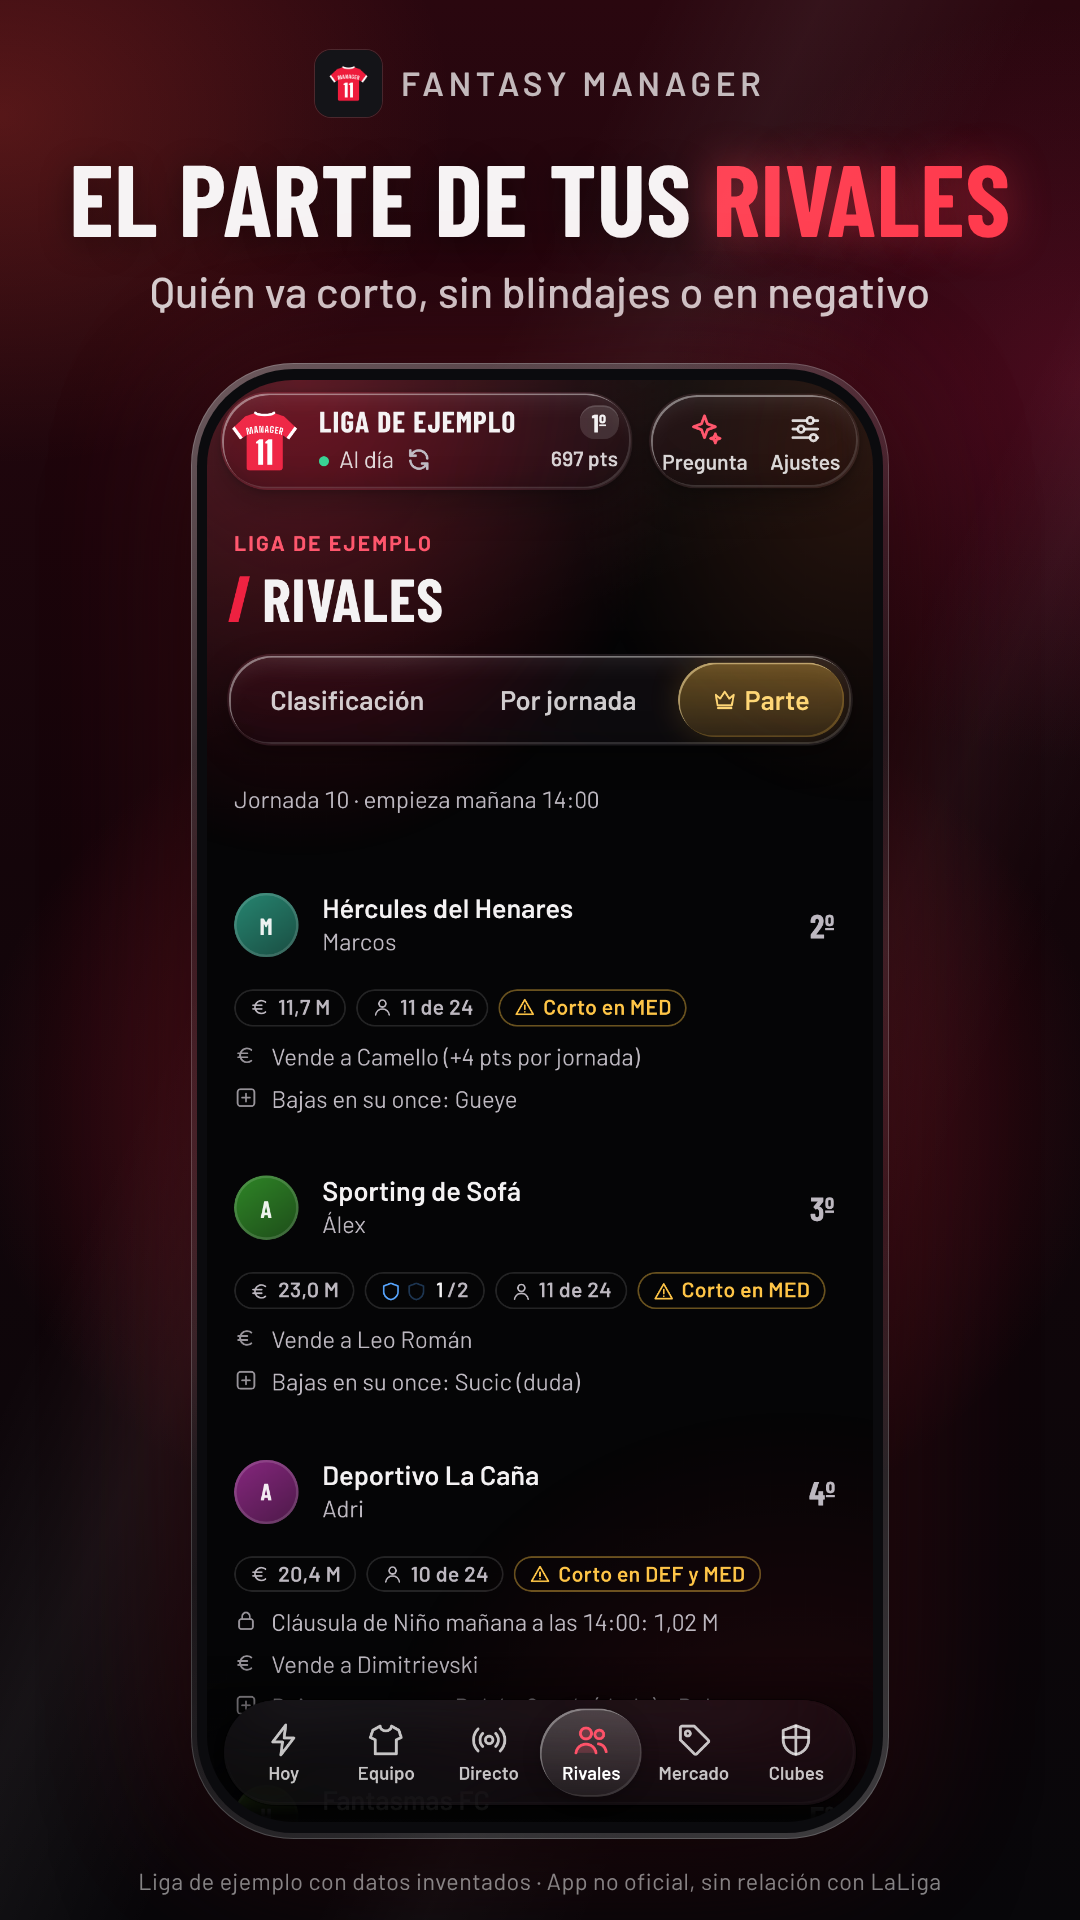 MANAGER
11
FANTASY MANAGER
EL PARTE DE TUS RIVALES
Quién va corto, sin blindajes o en negativo
MANAGER
11
LIGA DE EJEMPLO 1º
Al día 697 pts
Pregunta Ajustes
LIGA DE EJEMPLO
/ RIVALES
Clasificación Por jornada Parte
Jornada 10 · empieza mañana 14:00
M Hércules del Henares 2º
Marcos
€ 11,7 M 11 de 24 Corto en MED
€ Vende a Camello (+4 pts por jornada)
Bajas en su once: Gueye
A Sporting de Sofá 3º
Álex
€ 23,0 M 1/2 11 de 24 Corto en MED
€ Vende a Leo Román
Bajas en su once: Sucic (duda)
A Deportivo La Caña 4º
Adri
€ 20,4 M 10 de 24 Corto en DEF y MED
Cláusula de Niño mañana a las 14:00: 1,02 M
€ Vende a Dimitrievski
Hoy Equipo Directo Rivales Mercado Clubes
Fantasmas FC
Liga de ejemplo con datos inventados · App no oficial, sin relación con LaLiga